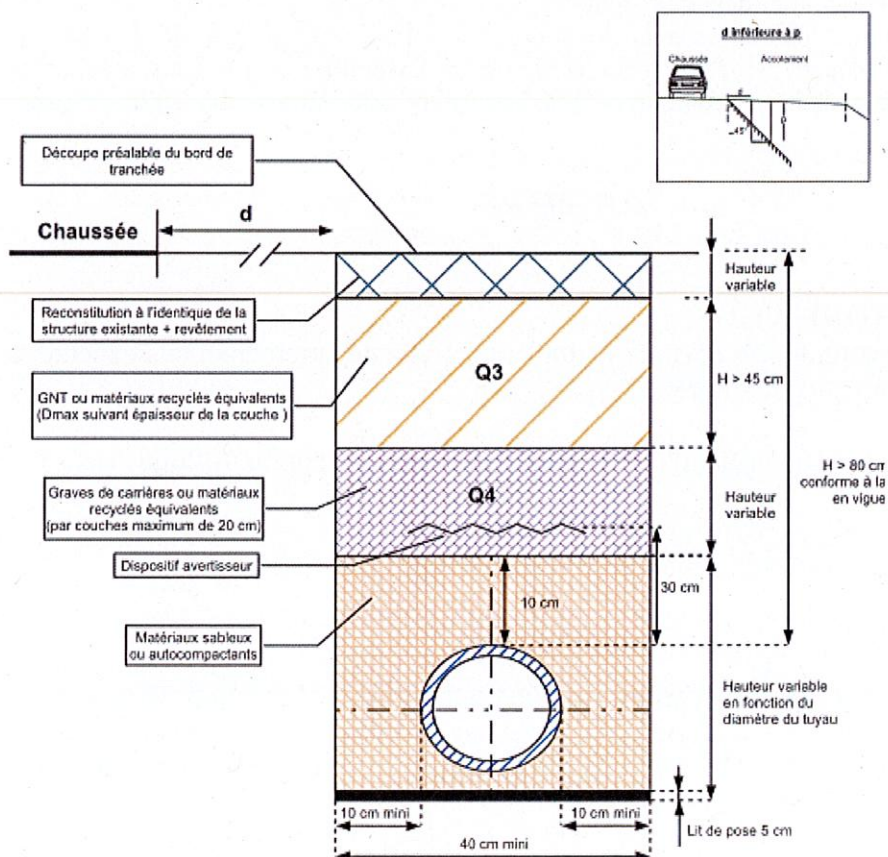 d inférieure à p
Chaussée
Accotement
d
p
45°
Découpe préalable du bord de
tranchée
d
Chaussée
Hauteur
variable
Reconstitution à l'identique de la
structure existante + revêtement
Q3
H > 45 cm
GNT ou matériaux recyclés équivalents
(Dmax suivant épaisseur de la couche )
H > 80 cm
conforme à la
en vigue
Graves de carrières ou matériaux
recyclés équivalents
(par couches maximum de 20 cm)
Q4
Hauteur
variable
Dispositif avertisseur
10 cm
30 cm
Matériaux sableux
ou autocompactants
Hauteur variable
en fonction du
diamètre du tuyau
10 cm mini
10 cm mini
Lit de pose 5 cm
40 cm mini